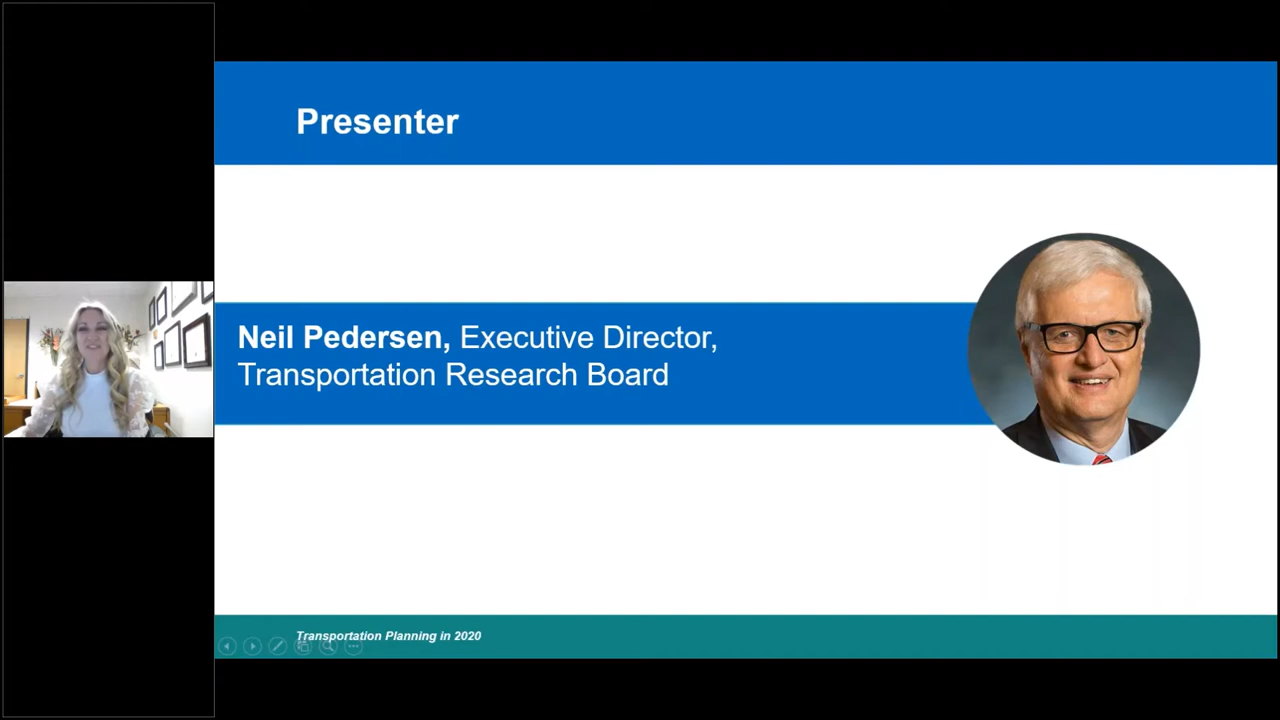 Presenter
Neil Pedersen, Executive Director,
Transportation Research Board
Transportation Planning in 2020